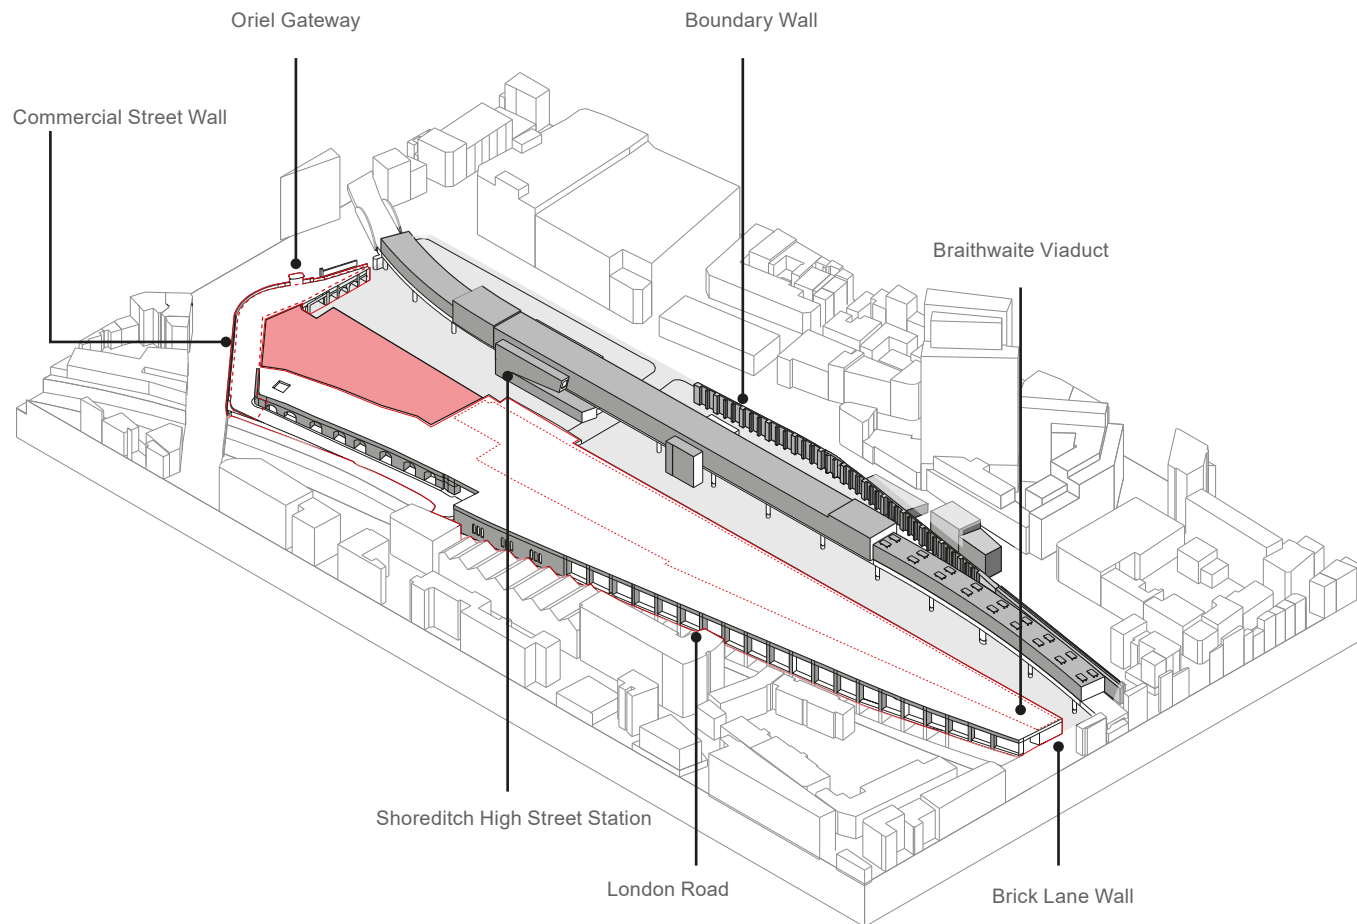 Oriel Gateway
Boundary Wall
Commercial Street Wall
Braithwaite Viaduct
Shoreditch High Street Station
London Road
Brick Lane Wall